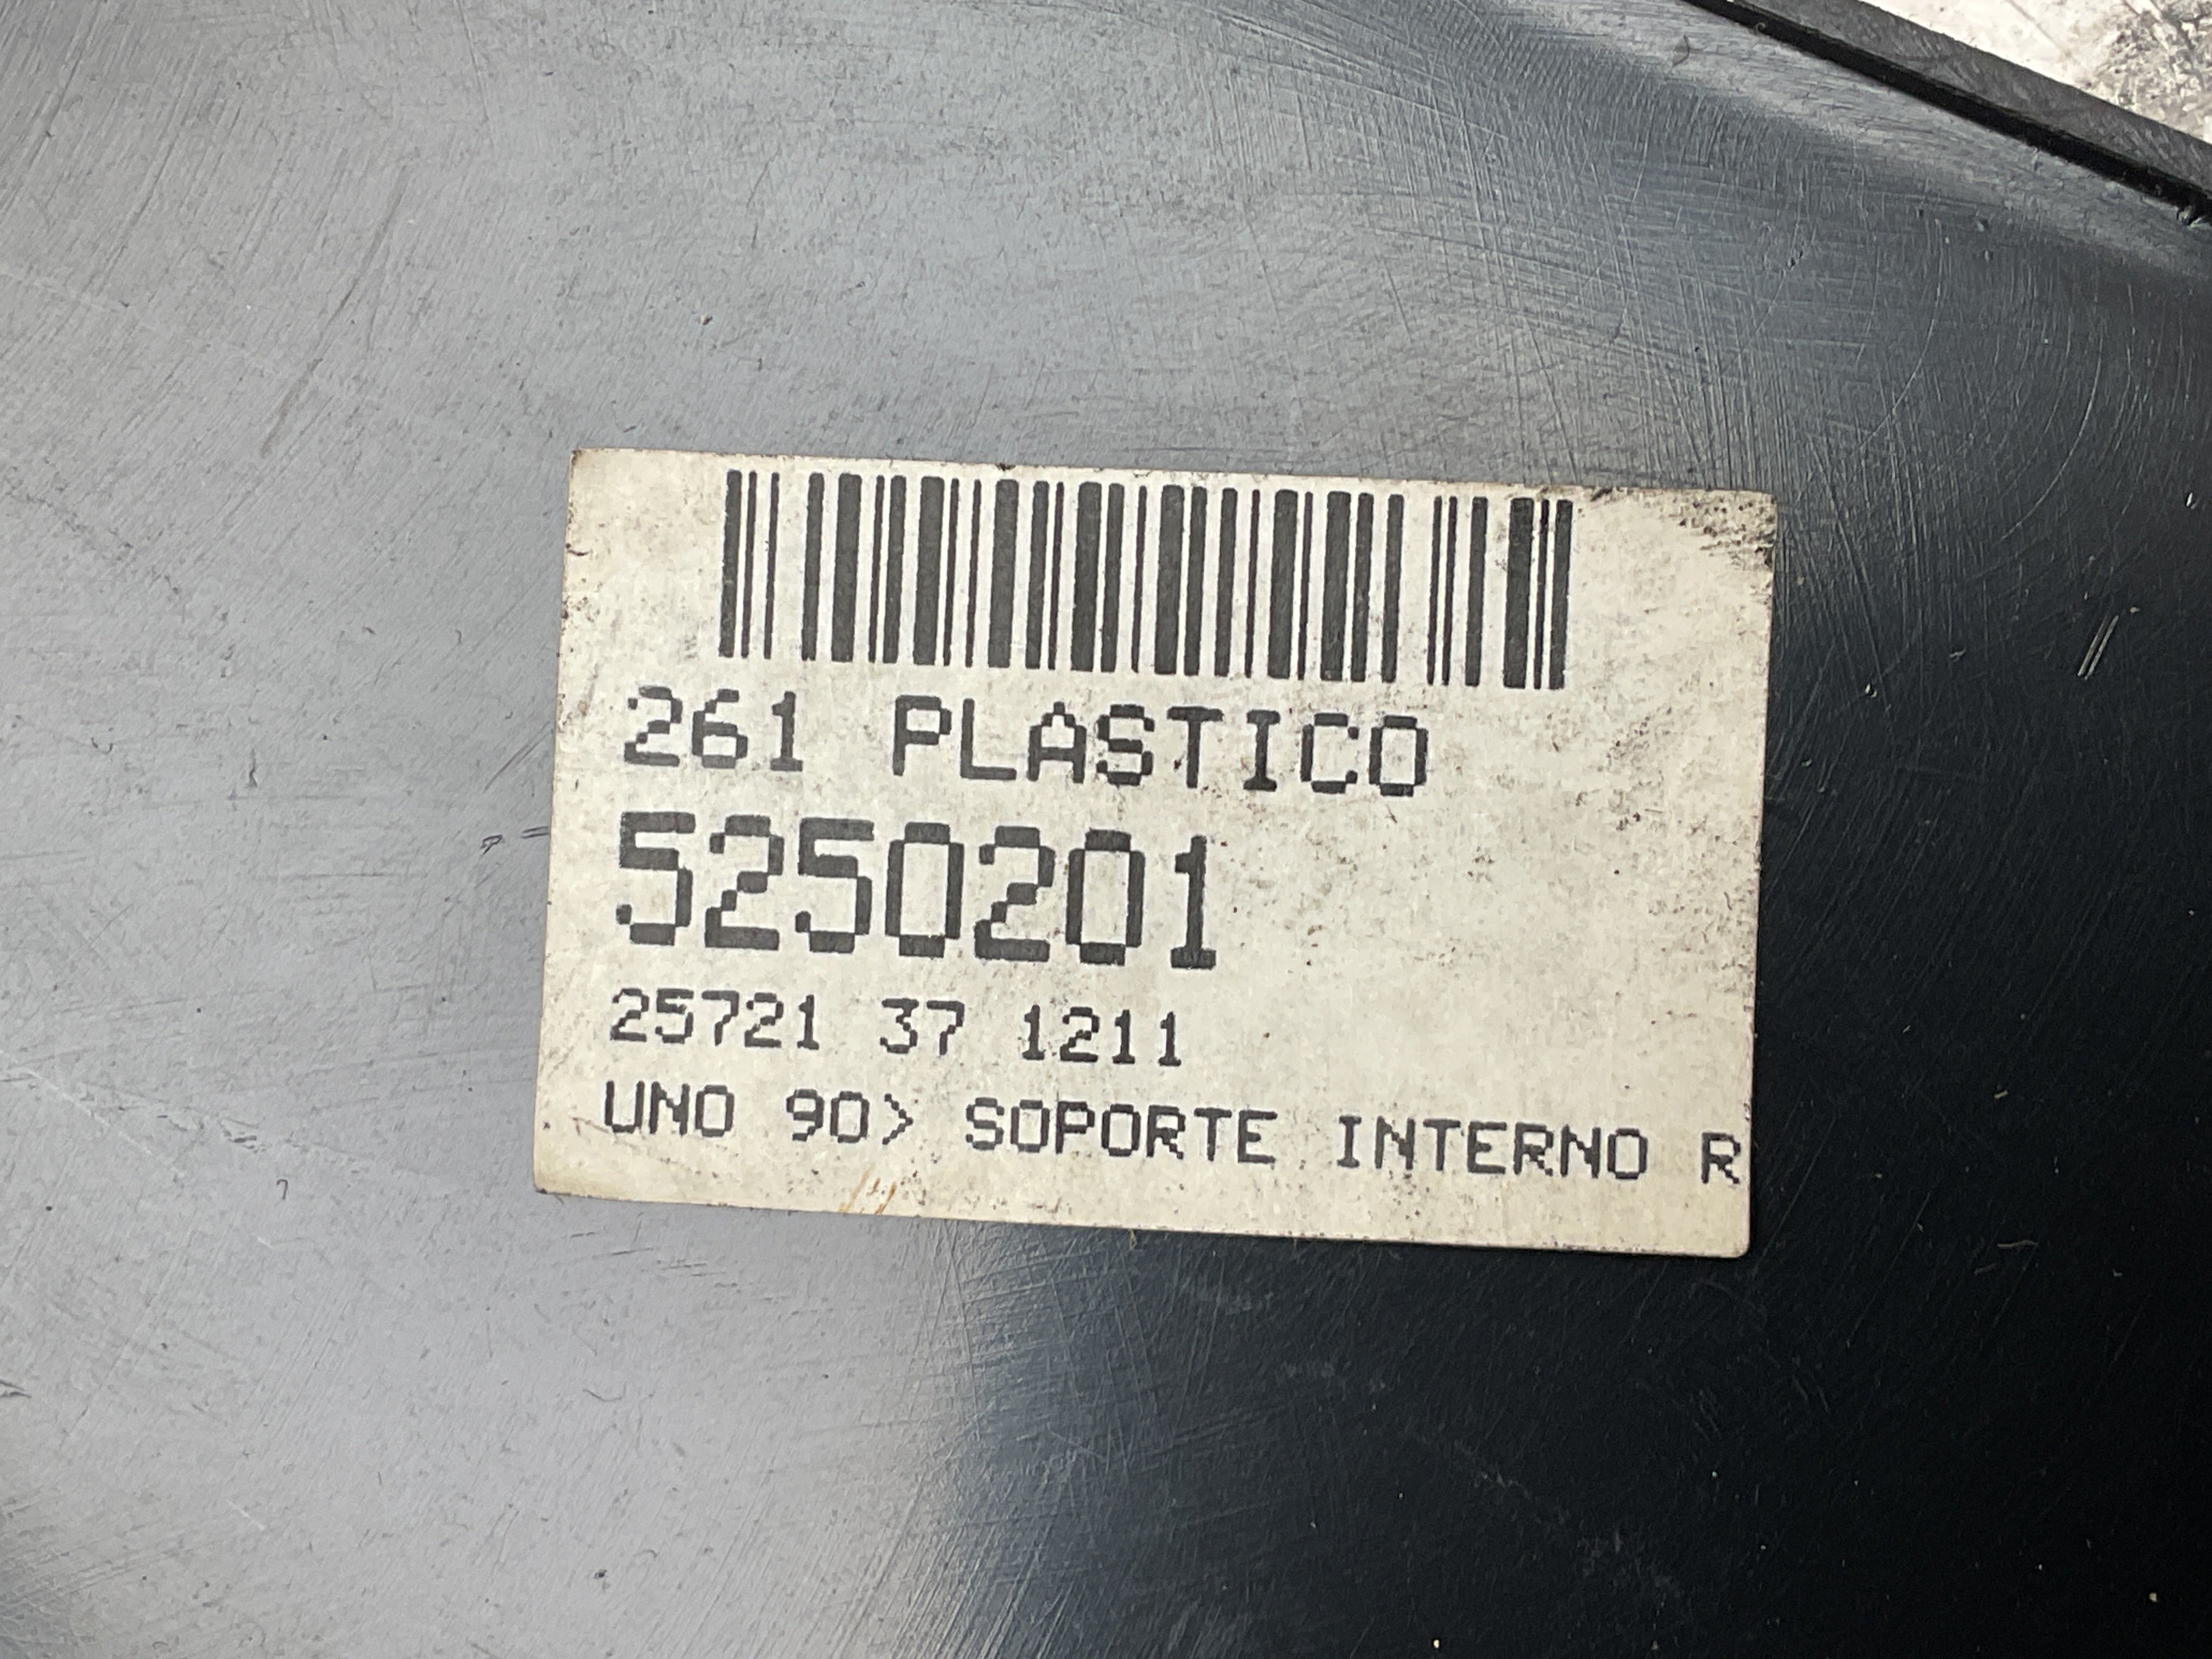 261 PLASTICO
5250201
25721 37 1211
UNO 90> SOPORTE INTERNO R